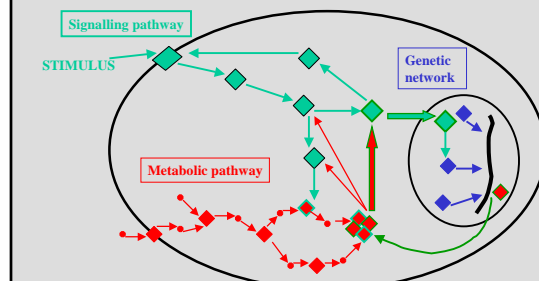 Signalling pathway
STIMULUS
Genetic
network
Metabolic pathway